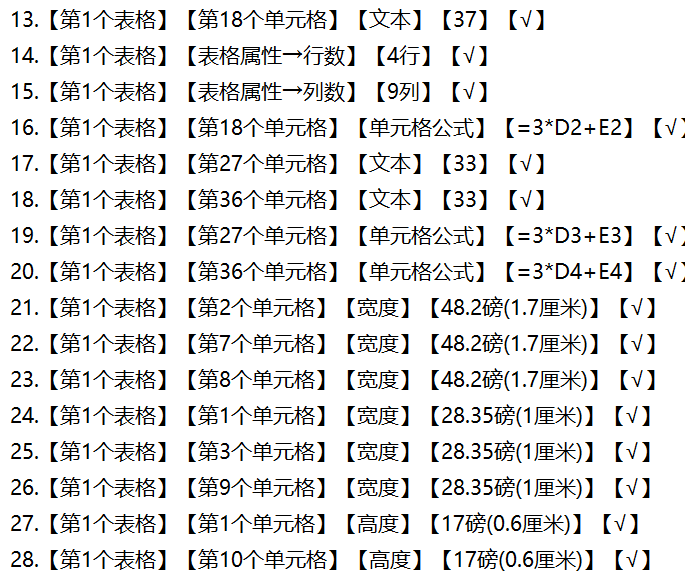 13.【第1个表格】【第18个单元格】【文本】【37】【√】
14.【第1个表格】【表格属性→行数】【4行】【√】
15.【第1个表格】【表格属性→列数】【9列】【√】
16.【第1个表格】【第18个单元格】【单元格公式】【=3*D2+E2】【√】
17.【第1个表格】【第27个单元格】【文本】【33】【√】
18.【第1个表格】【第36个单元格】【文本】【33】【√】
19.【第1个表格】【第27个单元格】【单元格公式】【=3*D3+E3】【√】
20.【第1个表格】【第36个单元格】【单元格公式】【=3*D4+E4】【√】
21.【第1个表格】【第2个单元格】【宽度】【48.2磅(1.7厘米)】【√】
22.【第1个表格】【第7个单元格】【宽度】【48.2磅(1.7厘米)】【√】
23.【第1个表格】【第8个单元格】【宽度】【48.2磅(1.7厘米)】【√】
24.【第1个表格】【第1个单元格】【宽度】【28.35磅(1厘米)】【√】
25.【第1个表格】【第3个单元格】【宽度】【28.35磅(1厘米)】【√】
26.【第1个表格】【第9个单元格】【宽度】【28.35磅(1厘米)】【√】
27.【第1个表格】【第1个单元格】【高度】【17磅(0.6厘米)】【√】
28.【第1个表格】【第10个单元格】【高度】【17磅(0.6厘米)】【√】